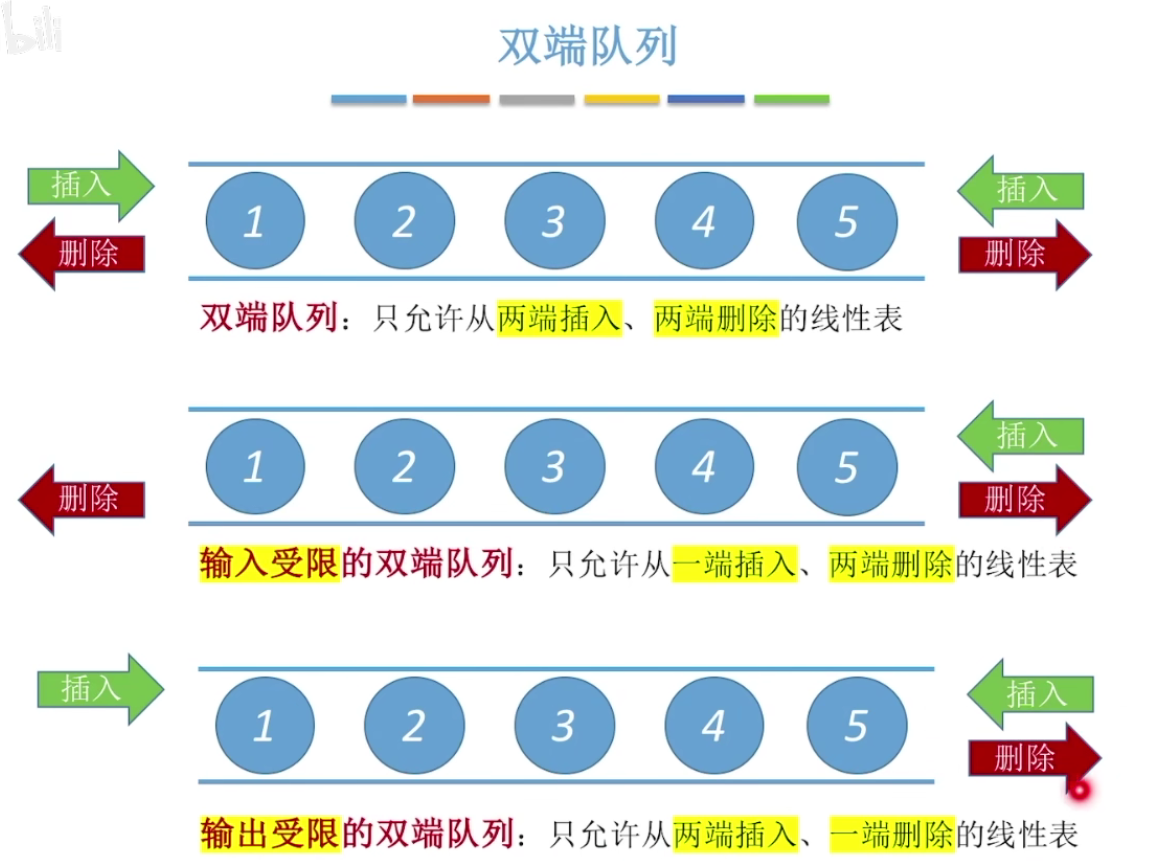 bili
双端队列
插入 1 2 3 4 5 插入
删除 删除
双端队列：只允许从两端插入、两端删除的线性表
插入
1 2 3 4 5
删除 删除
输入受限的双端队列：只允许从一端插入、两端删除的线性表
插入 插入
1 2 3 4 5
删除
输出受限的双端队列：只允许从两端插入、一端删除的线性表